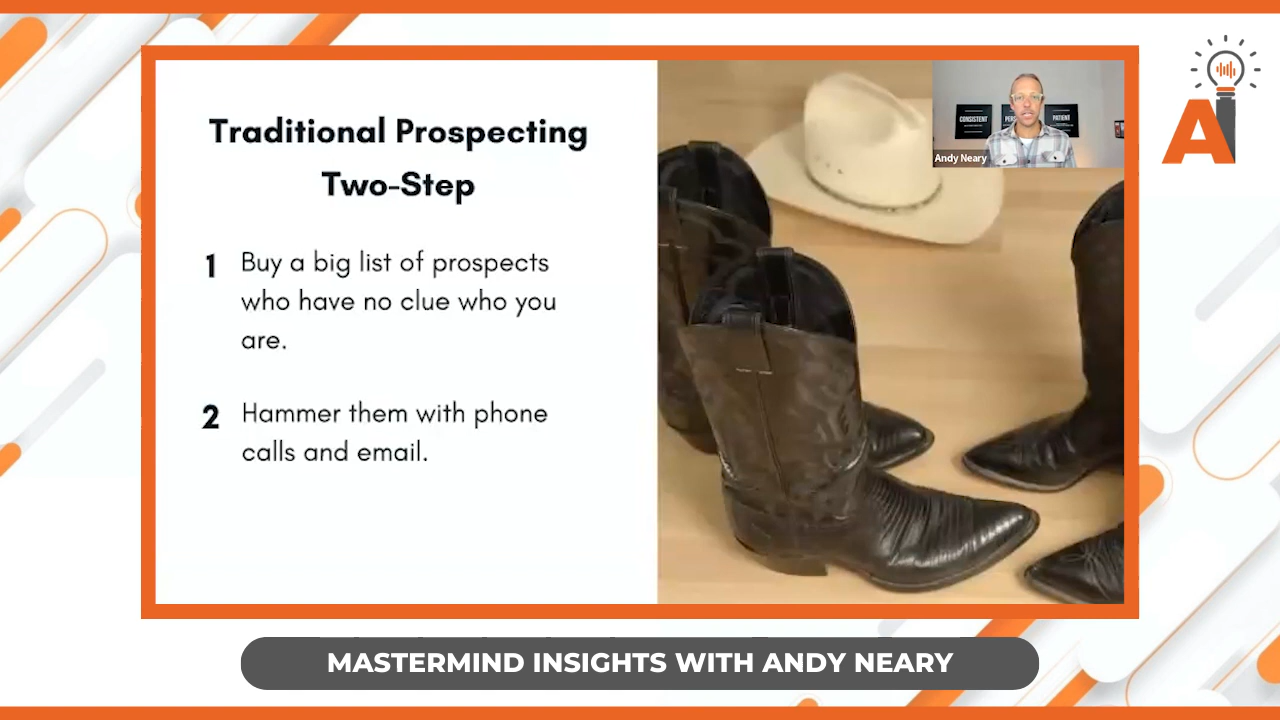 Traditional Prospecting
Two-Step
1 Buy a big list of prospects
who have no clue who you
are.
2 Hammer them with phone
calls and email.
CONSISTENT
PATIENT
Andy Neary
AI
MASTERMIND INSIGHTS WITH ANDY NEARY